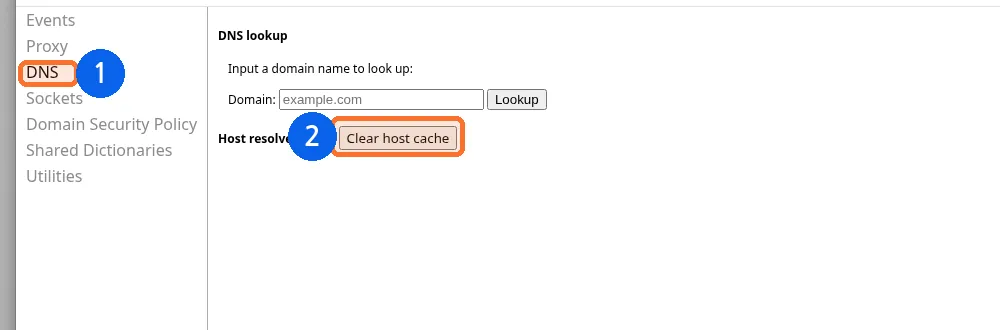 Events
Proxy
DNS
1
Sockets
Domain Security Policy
Shared Dictionaries
Utilities
DNS lookup
Input a domain name to look up:
Domain: example.com Lookup
Host 2 Clear host cache